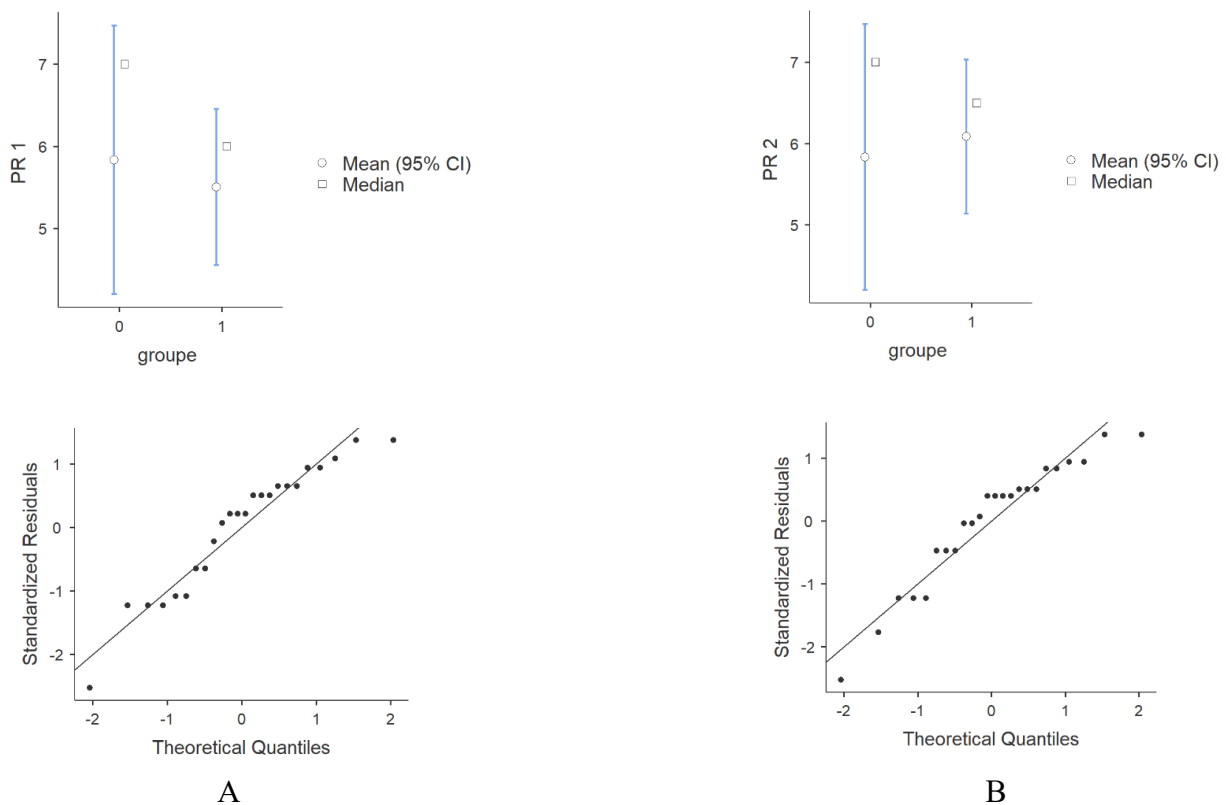 7
6
5
PR 1
0
1
groupe
Mean (95% CI)
Median
7
6
5
PR 2
0
1
groupe
Mean (95% CI)
Median
1
0
-1
-2
Standardized Residuals
-2
-1
0
1
2
Theoretical Quantiles
A
1
0
-1
-2
Standardized Residuals
-2
-1
0
1
2
Theoretical Quantiles
B